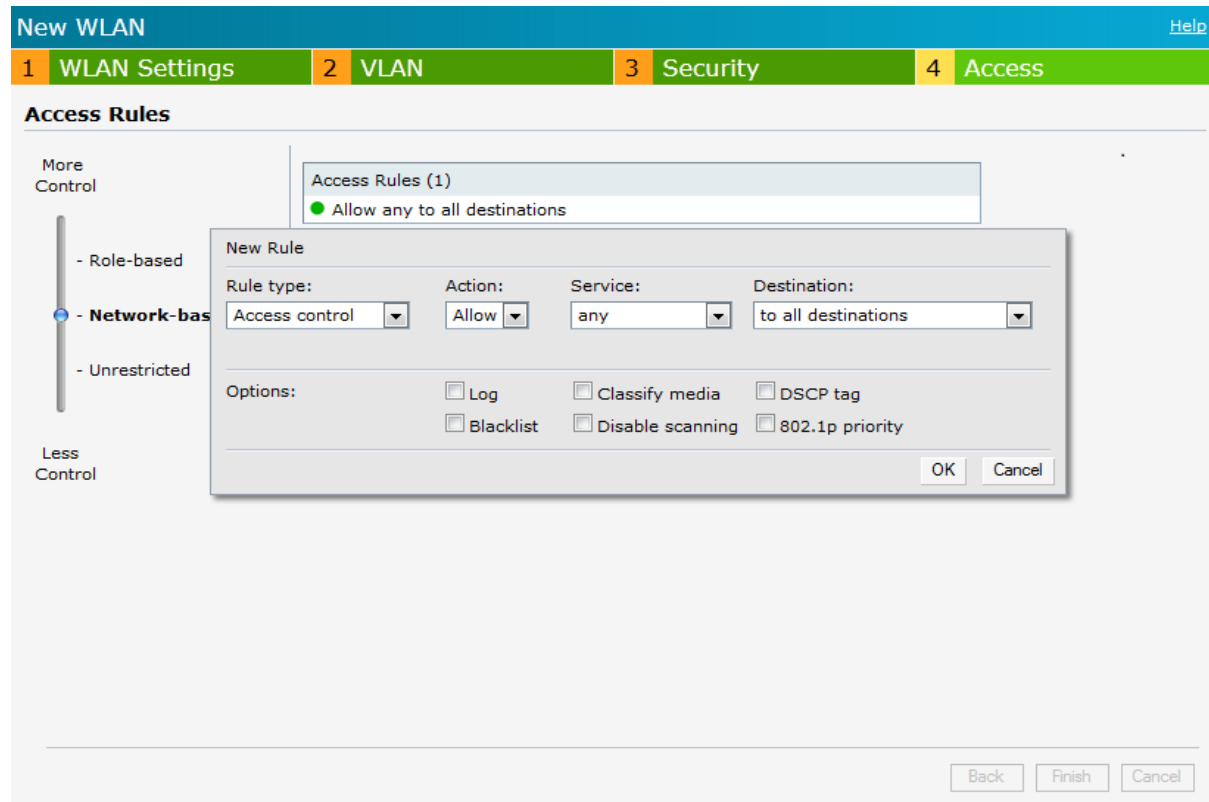 New WLAN
Help
1 WLAN Settings
2 VLAN
3 Security
4 Access
Access Rules
More
Control
- Role-based
- Network-bas
- Unrestricted
Less
Control
Access Rules (1)
Allow any to all destinations
New Rule
Rule type:
Action:
Service:
Destination:
Access control
Allow
any
to all destinations
Options:
Log
Classify media
DSCP tag
Blacklist
Disable scanning
802.1p priority
OK
Cancel
Back
Finish
Cancel